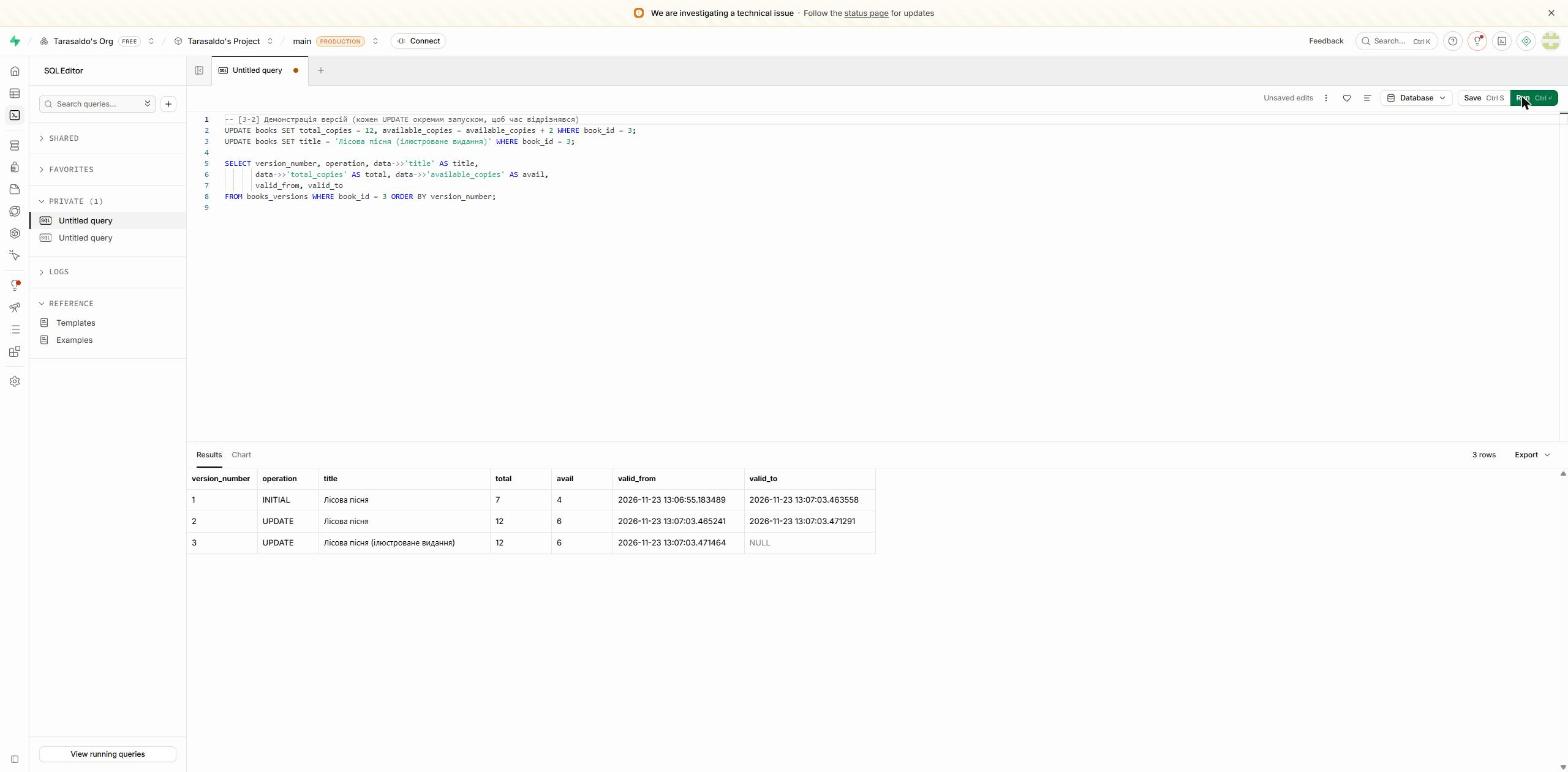 We are investigating a technical issue · Follow the status page for updates
Tarasaldo's Org FREE / Tarasaldo's Project / main PRODUCTION Connect
Feedback Search... Ctrl K
SQL Editor
Untitled query
Search queries...
Unsaved edits Database Save Ctrl S Run Ctrl ↵
SHARED
FAVORITES
PRIVATE (1)
Untitled query
Untitled query
LOGS
REFERENCE
Templates
Examples
View running queries
1 -- [3-2] Демонстрація версій (кожен UPDATE окремим запуском, щоб час відрізнявся)
2 UPDATE books SET total_copies = 12, available_copies = available_copies + 2 WHERE book_id = 3;
3 UPDATE books SET title = 'Лісова пісня (ілюстроване видання)' WHERE book_id = 3;
4
5 SELECT version_number, operation, data->>'title' AS title,
6 data->>'total_copies' AS total, data->>'available_copies' AS avail,
7 valid_from, valid_to
8 FROM books_versions WHERE book_id = 3 ORDER BY version_number;
9
Results Chart 3 rows Export
version_number operation title total avail valid_from valid_to
1 INITIAL Лісова пісня 7 4 2026-11-23 13:06:55.183489 2026-11-23 13:07:03.463558
2 UPDATE Лісова пісня 12 6 2026-11-23 13:07:03.465241 2026-11-23 13:07:03.471291
3 UPDATE Лісова пісня (ілюстроване видання) 12 6 2026-11-23 13:07:03.471464 NULL